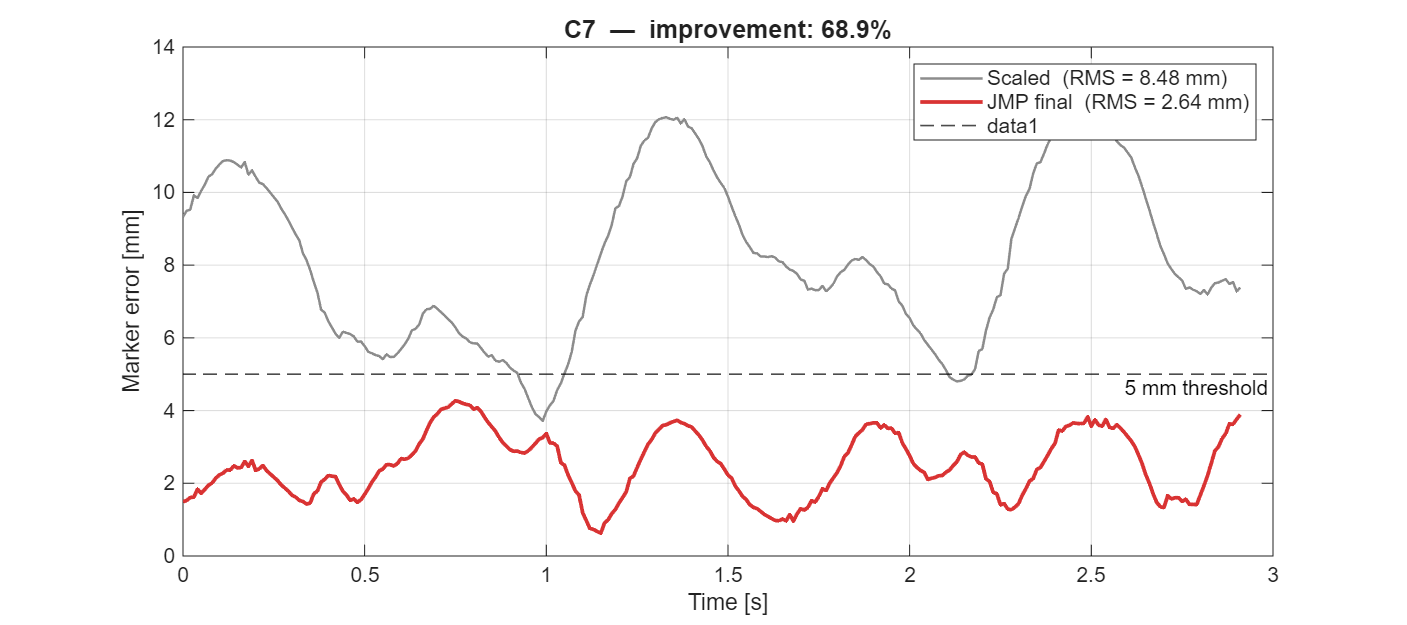 C7 — improvement: 68.9%
14
12
10
8
6
4
2
0
Marker error [mm]
Scaled (RMS = 8.48 mm)
JMP final (RMS = 2.64 mm)
data1
5 mm threshold
0 0.5 1 1.5 2 2.5 3
Time [s]